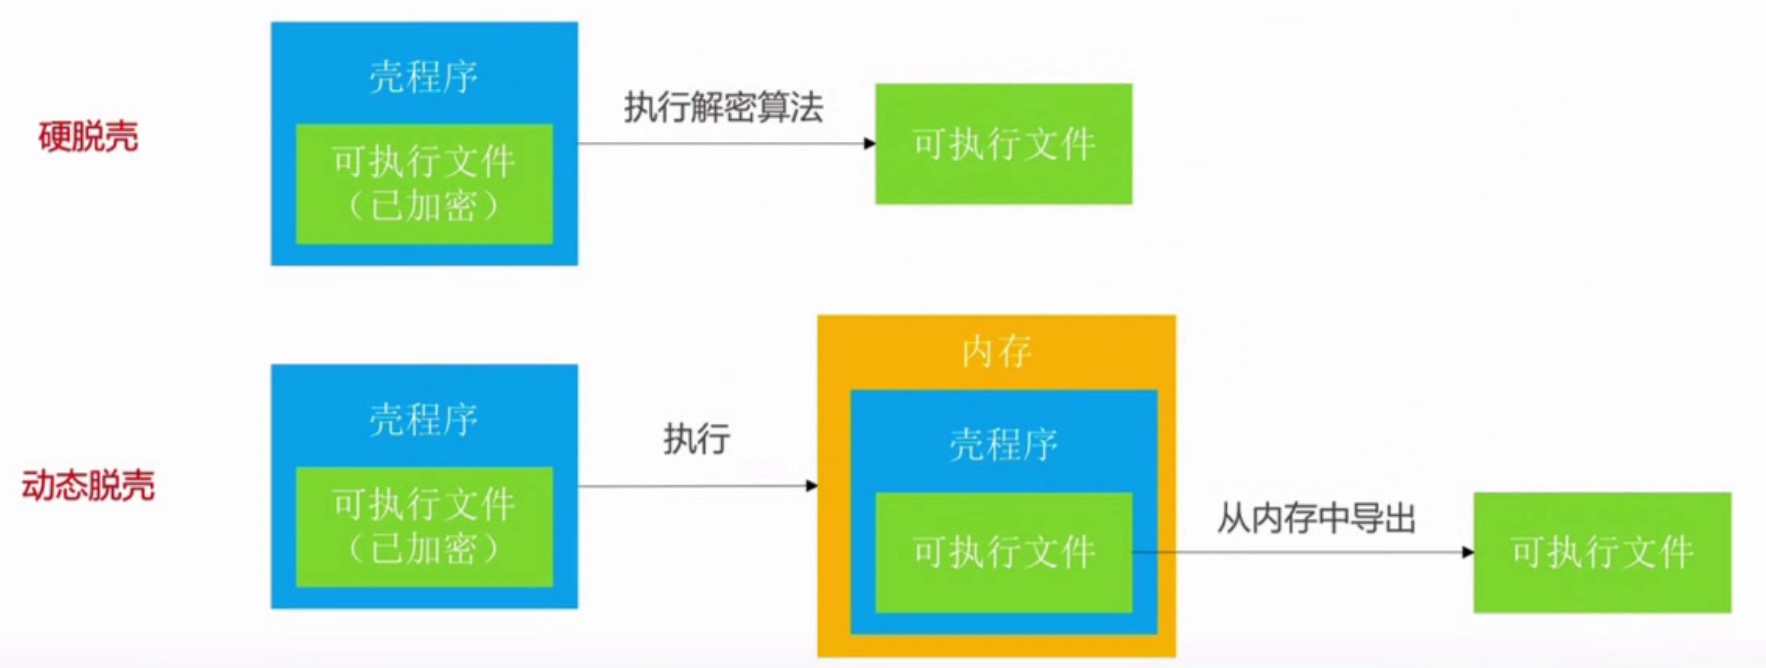 硬脱壳
壳程序
可执行文件
（已加密）
执行解密算法
可执行文件
动态脱壳
壳程序
可执行文件
（已加密）
执行
内存
壳程序
可执行文件
从内存中导出
可执行文件